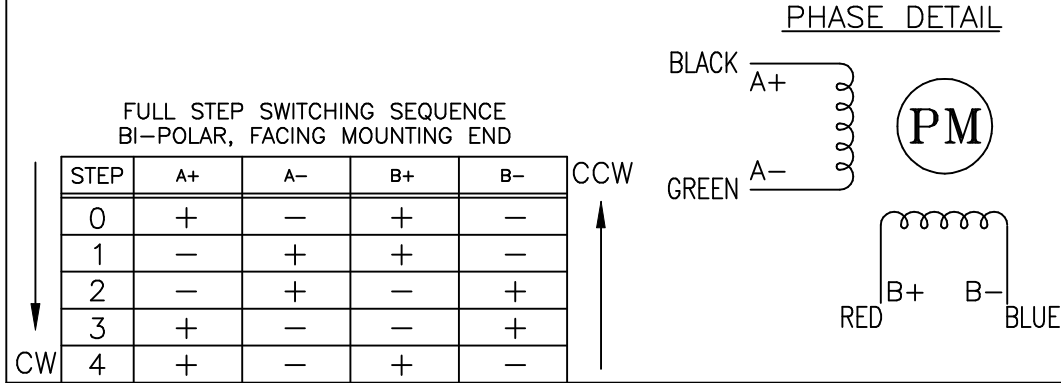 PHASE DETAIL
BLACK
A+
A−
GREEN
PM
B+ B−
RED BLUE
FULL STEP SWITCHING SEQUENCE
BI−POLAR, FACING MOUNTING END
STEP A+ A− B+ B−
0 + − + −
1 − + + −
2 − + − +
3 + − − +
4 + − + −
CW
CCW